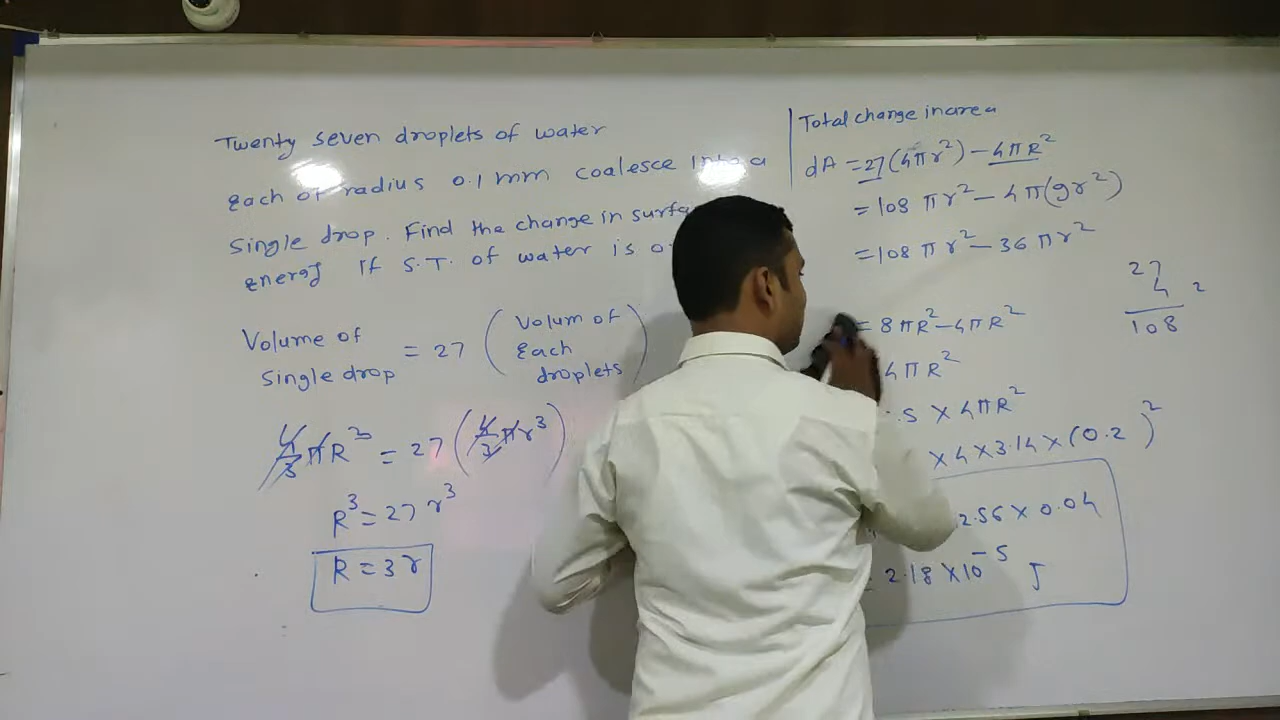 Twenty seven droplets of water
each of radius 0.1 mm coalesce into a
single drop. Find the change in surfa
energy If S.T. of water is 0
Volume of
single drop = 27 ( Volum of
Each
droplets )
4/3 πR³ = 27 (4/3 πr³)
R³ = 27 r³
R = 3r
Total change in area
dA = 27(4πr²) − 4πR²
= 108 πr² − 4π(9r²)
= 108 πr² − 36 πr²
27
4 2
108
= 8πR² − 4πR²
4πR²
.5 × 4πR²
× 4 × 3.14 × (0.2)²
2.56 × 0.04
= 2.18 × 10⁻⁵ J